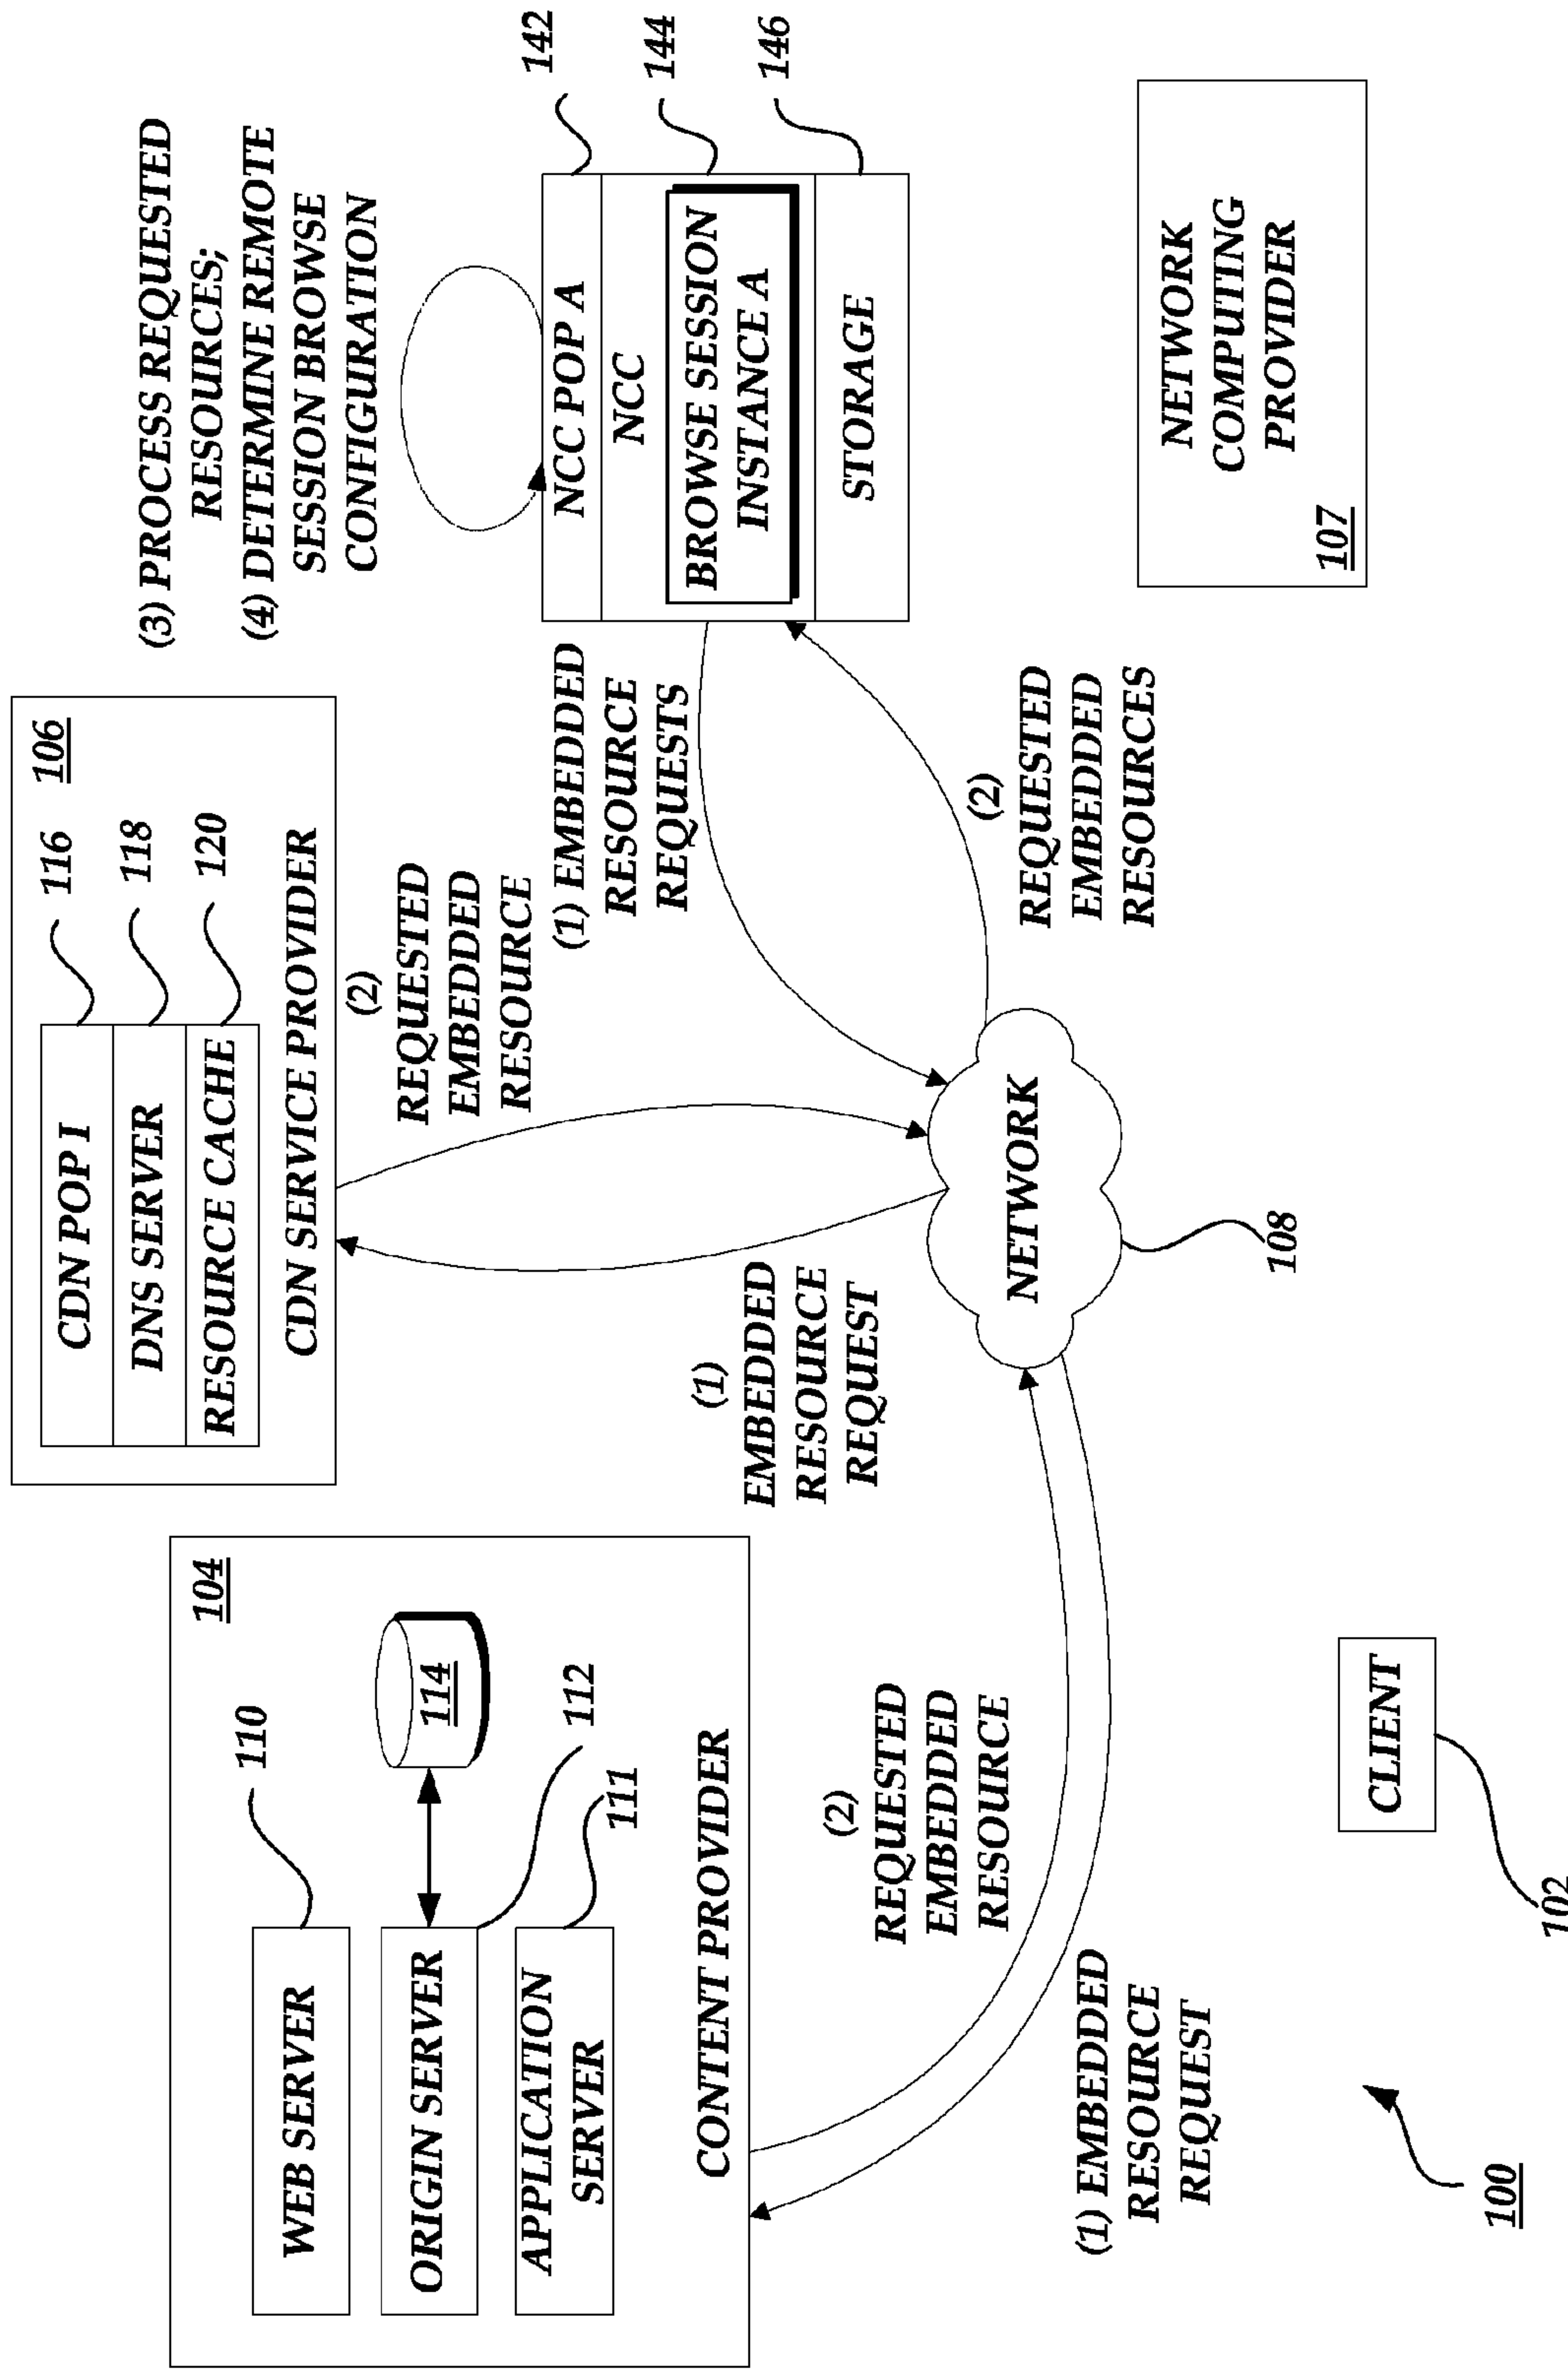 104
WEB SERVER
110
ORIGIN SERVER
114
112
APPLICATION
SERVER
111
CONTENT PROVIDER
106
CDN POP I
116
DNS SERVER
118
RESOURCE CACHE
120
CDN SERVICE PROVIDER
(3) PROCESS REQUESTED
RESOURCES;
(4) DETERMINE REMOTE
SESSION BROWSE
CONFIGURATION
NCC POP A
142
NCC
BROWSE SESSION
INSTANCE A
144
STORAGE
146
(2)
REQUESTED
EMBEDDED
RESOURCE
(1) EMBEDDED
RESOURCE
REQUESTS
(1)
EMBEDDED
RESOURCE
REQUEST
(2)
REQUESTED
EMBEDDED
RESOURCES
(2)
REQUESTED
EMBEDDED
RESOURCE
NETWORK
108
(1) EMBEDDED
RESOURCE
REQUEST
NETWORK
COMPUTING
PROVIDER
107
CLIENT
102
100